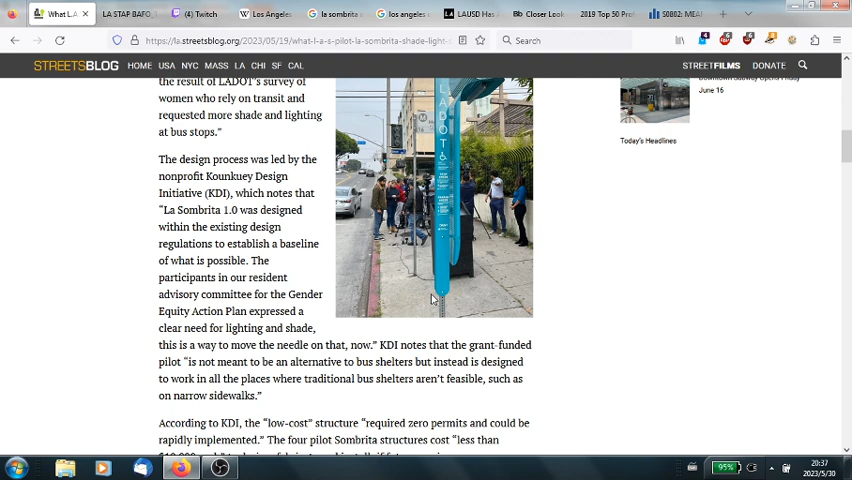 What L.A.
LA STAP BAFO_
(4) Twitch
Los Angeles
la sombrita
los angeles u
LAUSD Has
Closer Look
2019 Top 50 Pro
S0802: MEA
https://la.streetsblog.org/2023/05/19/what-l-a-s-pilot-la-sombrita-shade-light-
Search
STREETSBLOG HOME USA NYC MASS LA CHI SF CAL STREETFILMS DONATE
the result of LADOT's survey of
women who rely on transit and
requested more shade and lighting
at bus stops."
The design process was led by the
nonprofit Kounkuey Design
Initiative (KDI), which notes that
“La Sombrita 1.0 was designed
within the existing design
regulations to establish a baseline
of what is possible. The
participants in our resident
advisory committee for the Gender
Equity Action Plan expressed a
clear need for lighting and shade,
this is a way to move the needle on that, now.” KDI notes that the grant-funded
pilot “is not meant to be an alternative to bus shelters but instead is designed
to work in all the places where traditional bus shelters aren’t feasible, such as
on narrow sidewalks.”
According to KDI, the “low-cost” structure “required zero permits and could be
rapidly implemented.” The four pilot Sombrita structures cost “less than
LADOT
Downtown Subway Opens Friday
June 16
Today's Headlines
95%
20:37
2023/5/30